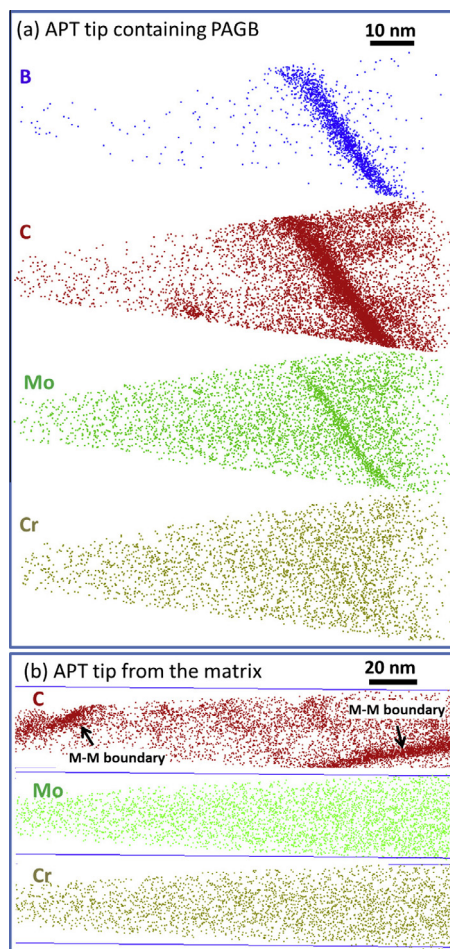 (a) APT tip containing PAGB
10 nm
B
C
Mo
Cr
(b) APT tip from the matrix
20 nm
C
M-M boundary
M-M boundary
Mo
Cr